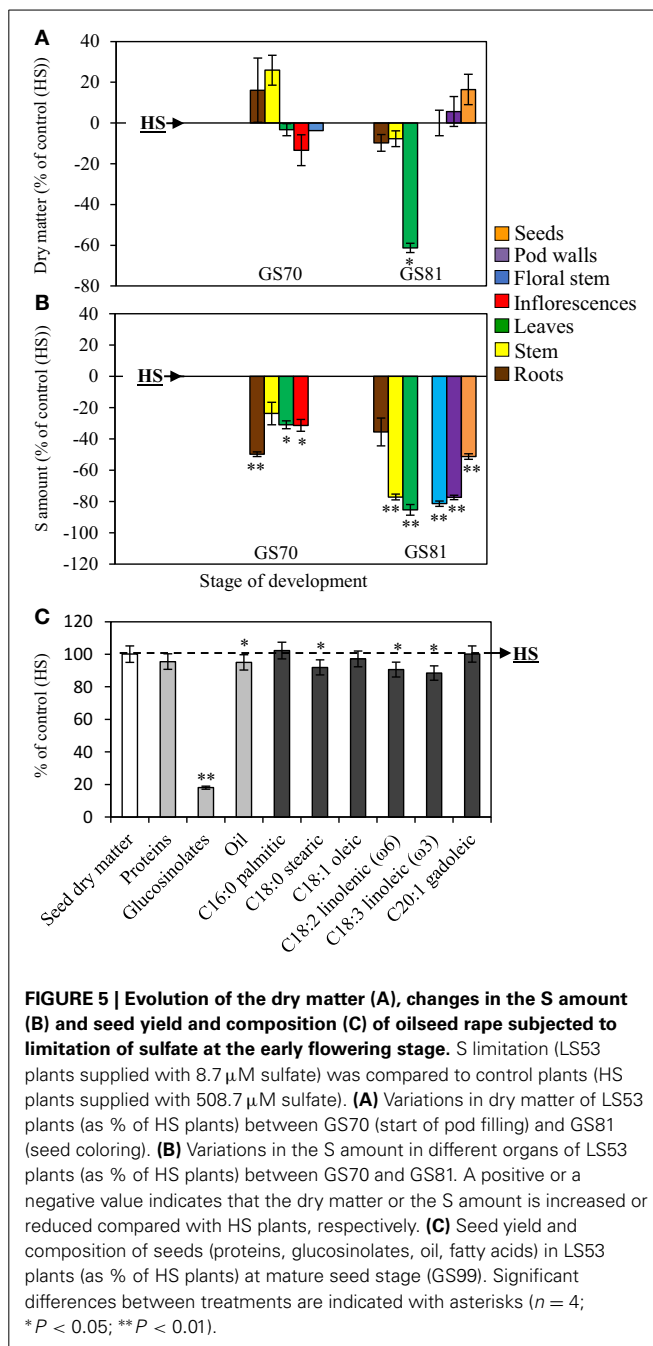 A
Dry matter (% of control (HS))
40
20
0
-20
-40
-60
-80
HS
*
GS70
GS81
Seeds
Pod walls
Floral stem
Inflorescences
Leaves
Stem
Roots
B
S amount (% of control (HS))
40
20
0
-20
-40
-60
-80
-100
-120
HS
** * *
** ** ** ** **
GS70
GS81
Stage of development
C
% of control (HS)
120
100
80
60
40
20
0
** * * * *
HS
Seed dry matter
Proteins
Glucosinolates
Oil
C16:0 palmitic
C18:0 stearic
C18:1 oleic
C18:2 linolenic (ω6)
C18:3 linoleic (ω3)
C20:1 gadoleic
FIGURE 5 | Evolution of the dry matter (A), changes in the S amount
(B) and seed yield and composition (C) of oilseed rape subjected to
limitation of sulfate at the early flowering stage. S limitation (LS53
plants supplied with 8.7 μM sulfate) was compared to control plants (HS
plants supplied with 508.7 μM sulfate). (A) Variations in dry matter of LS53
plants (as % of HS plants) between GS70 (start of pod filling) and GS81
(seed coloring). (B) Variations in the S amount in different organs of LS53
plants (as % of HS plants) between GS70 and GS81. A positive or a
negative value indicates that the dry matter or the S amount is increased or
reduced compared with HS plants, respectively. (C) Seed yield and
composition of seeds (proteins, glucosinolates, oil, fatty acids) in LS53
plants (as % of HS plants) at mature seed stage (GS99). Significant
differences between treatments are indicated with asterisks (n = 4;
*P < 0.05; **P < 0.01).